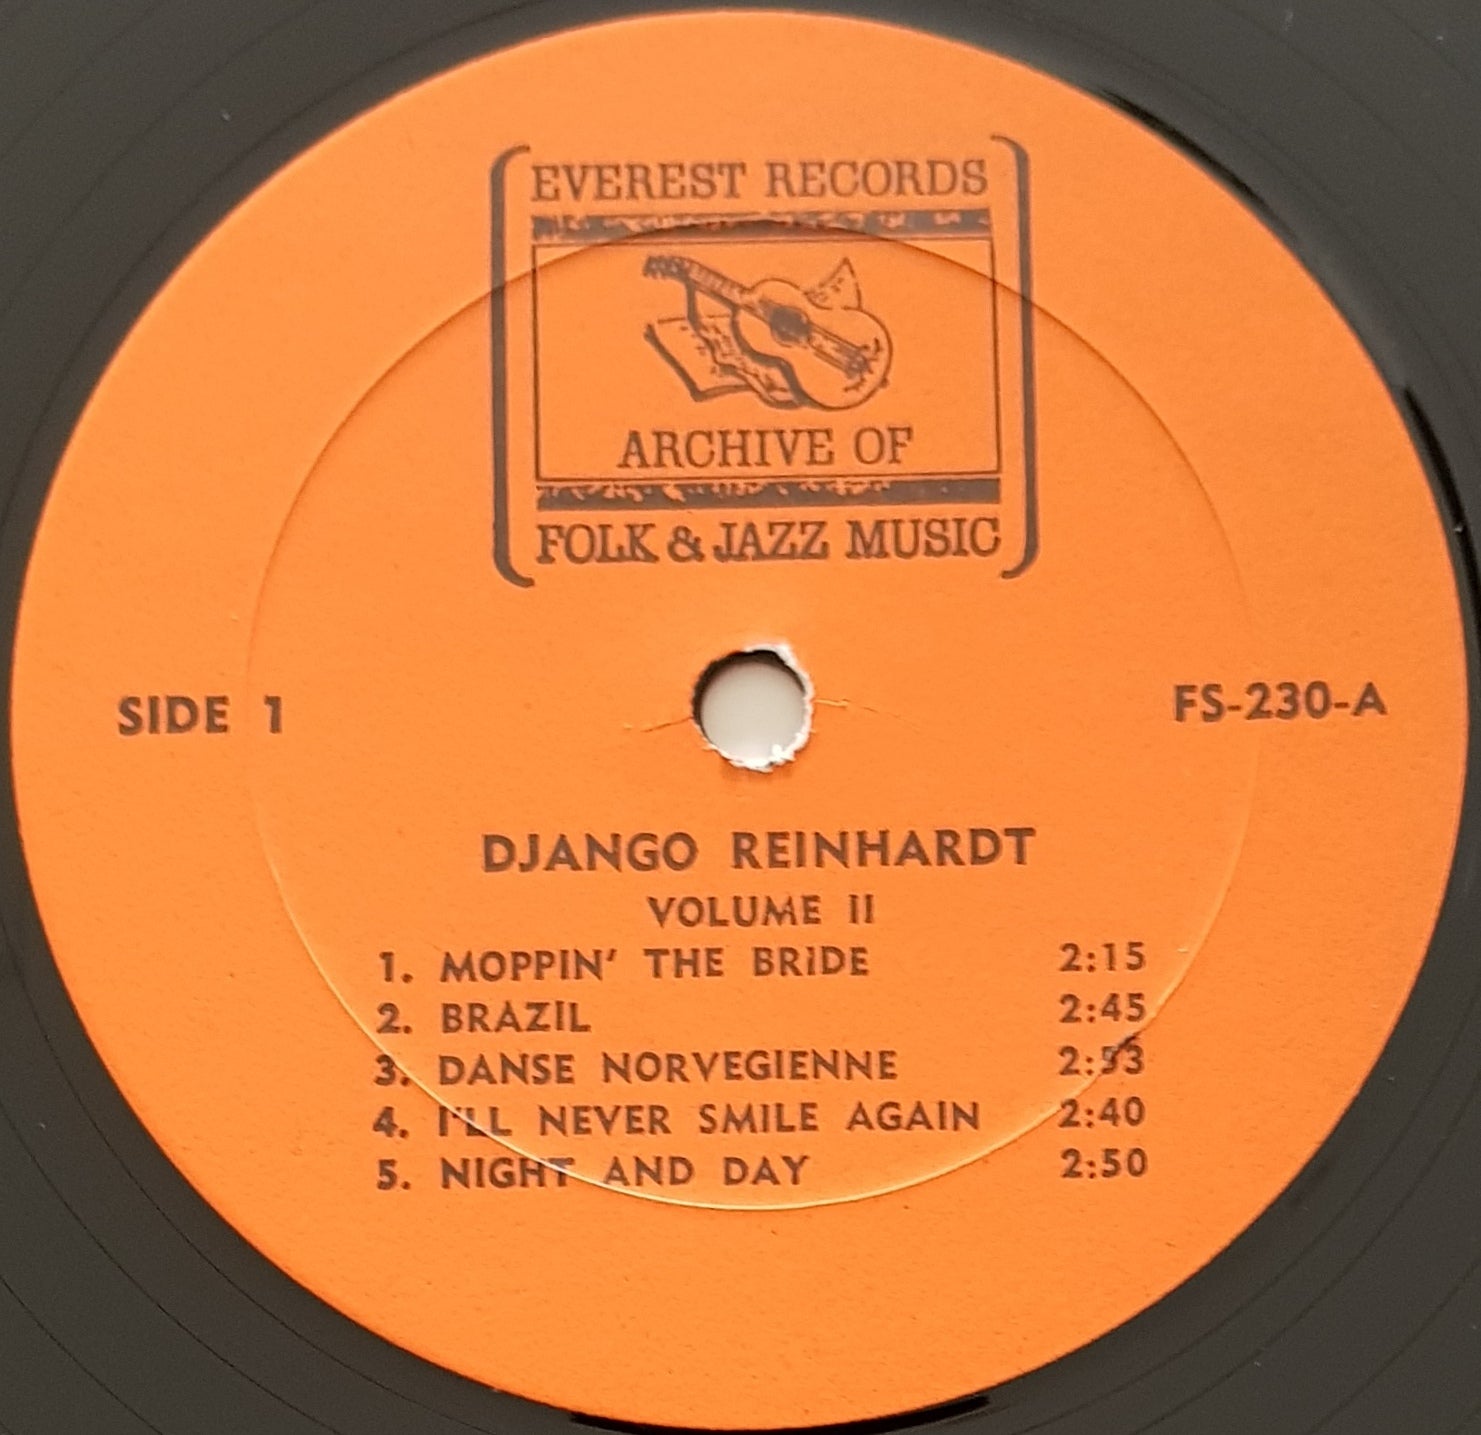 EVEREST RECORDS
ARCHIVE OF
FOLK & JAZZ MUSIC
SIDE 1
FS-230-A
DJANGO REINHARDT
VOLUME II
1. MOPPIN' THE BRIDE 2:15
2. BRAZIL 2:45
3. DANSE NORVEGIENNE 2:53
4. I'LL NEVER SMILE AGAIN 2:40
5. NIGHT AND DAY 2:50